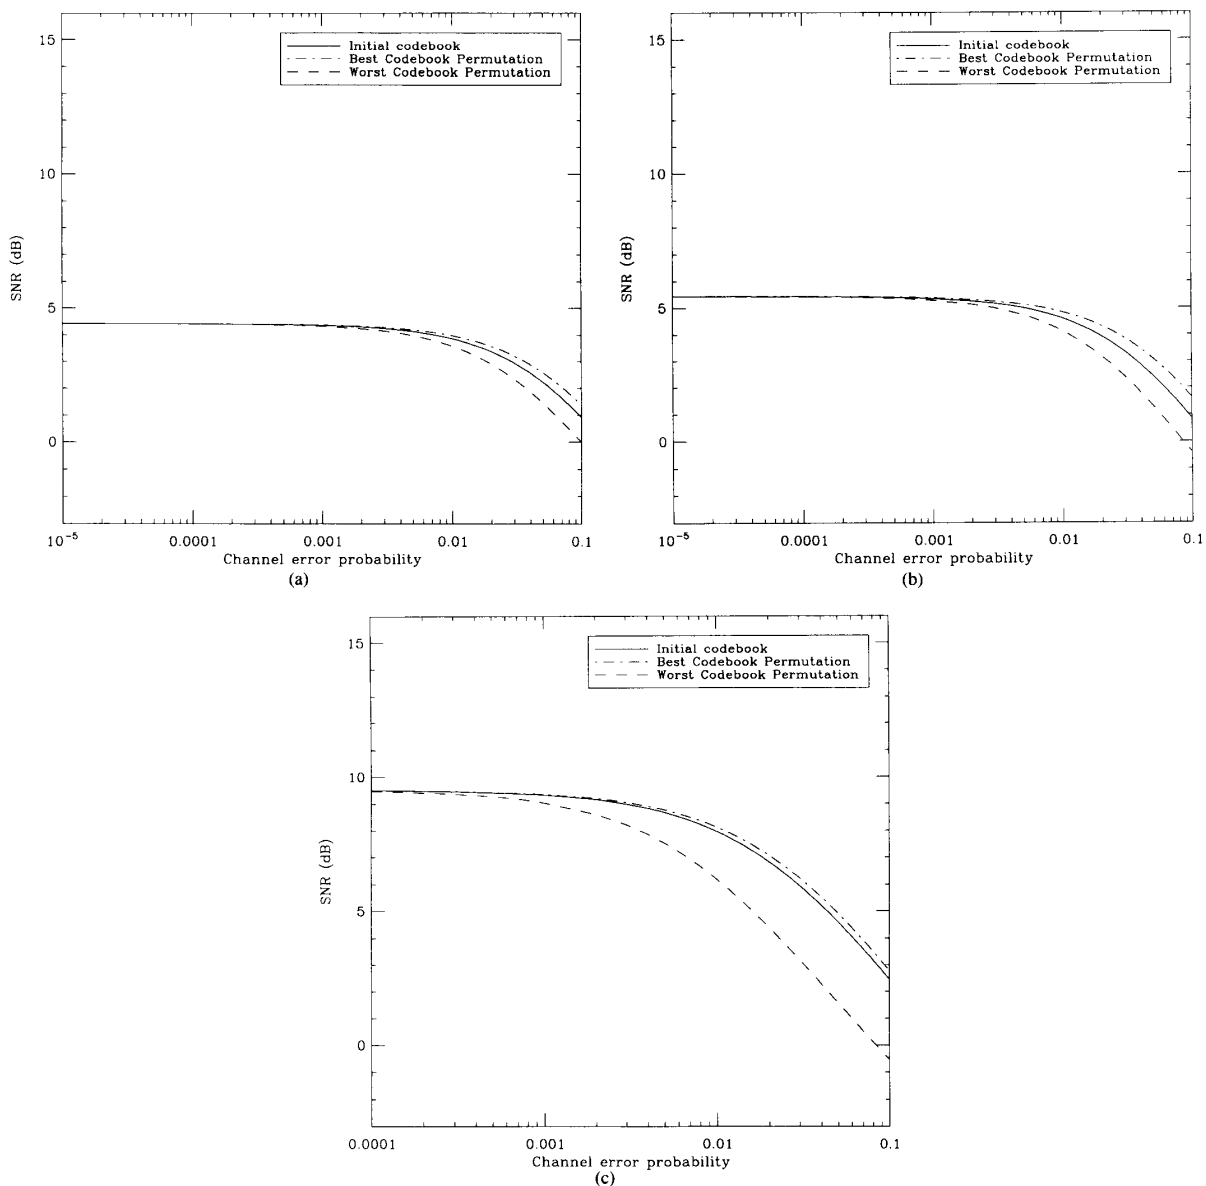 15
10
5
0
SNR (dB)
Initial codebook
Best Codebook Permutation
Worst Codebook Permutation
10⁻⁵ 0.0001 0.001 0.01 0.1
Channel error probability
(a)
15
10
5
0
SNR (dB)
Initial codebook
Best Codebook Permutation
Worst Codebook Permutation
10⁻⁵ 0.0001 0.001 0.01 0.1
Channel error probability
(b)
15
10
5
0
SNR (dB)
Initial codebook
Best Codebook Permutation
Worst Codebook Permutation
0.0001 0.001 0.01 0.1
Channel error probability
(c)